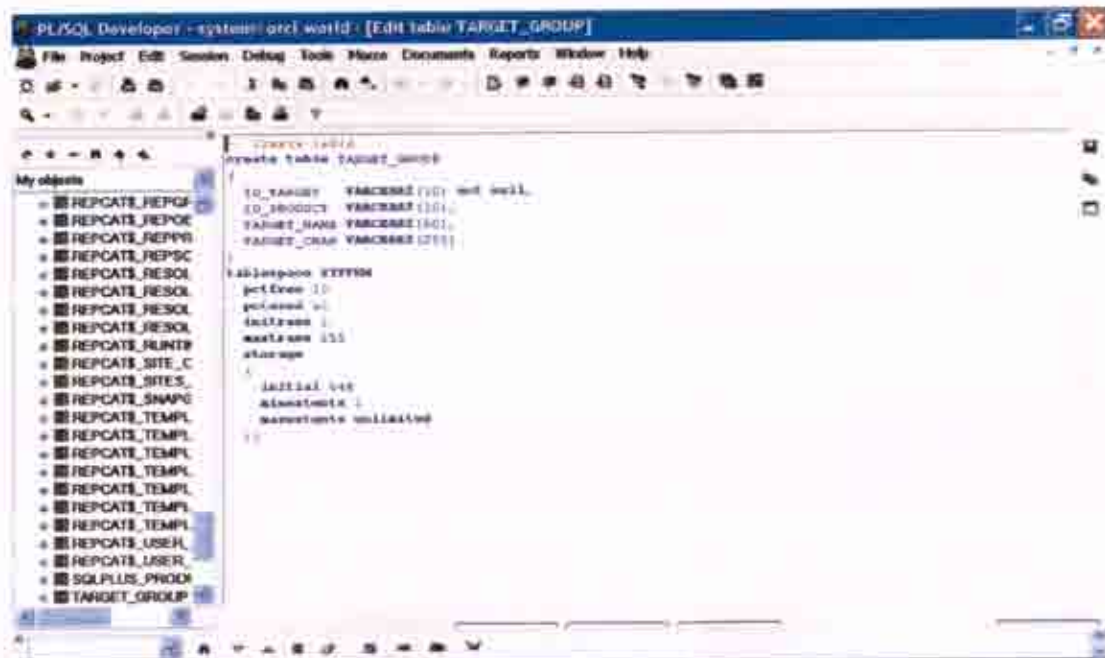 PL/SQL Developer - system: orcl world - [Edit table TARGET_GROUP]
File Project Edit Session Debug Tools Macro Documents Reports Window Help
My objects
REPCAT$_REPGR
REPCAT$_REPOB
REPCAT$_REPPR
REPCAT$_REPSC
REPCAT$_RESOL
REPCAT$_RESOL
REPCAT$_RESOL
REPCAT$_RESOL
REPCAT$_RUNTIM
REPCAT$_SITE_O
REPCAT$_SITES_
REPCAT$_SNAPG
REPCAT$_TEMPL
REPCAT$_TEMPL
REPCAT$_TEMPL
REPCAT$_TEMPL
REPCAT$_TEMPL
REPCAT$_TEMPL
REPCAT$_USER_
REPCAT$_USER_
SQLPLUS_PRODU
TARGET_GROUP
Create table
create table TARGET_GROUP
(
ID_TARGET VARCHAR2(10) not null,
ID_PRODUCT VARCHAR2(10),
TARGET_NAME VARCHAR2(60),
TARGET_CHAR VARCHAR2(255)
)
tablespace SYSTEM
pctfree 10
pctused 40
initrans 1
maxtrans 255
storage
(
initial 64K
minextents 1
maxextents unlimited
);